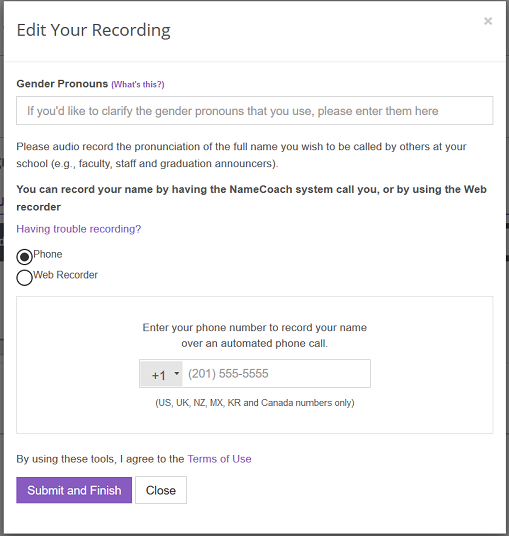 Edit Your Recording
×
Gender Pronouns (What's this?)
If you'd like to clarify the gender pronouns that you use, please enter them here
Please audio record the pronunciation of the full name you wish to be called by others at your
school (e.g., faculty, staff and graduation announcers).
You can record your name by having the NameCoach system call you, or by using the Web
recorder
Having trouble recording?
Phone
Web Recorder
Enter your phone number to record your name
over an automated phone call.
+1 (201) 555-5555
(US, UK, NZ, MX, KR and Canada numbers only)
By using these tools, I agree to the Terms of Use
Submit and Finish Close